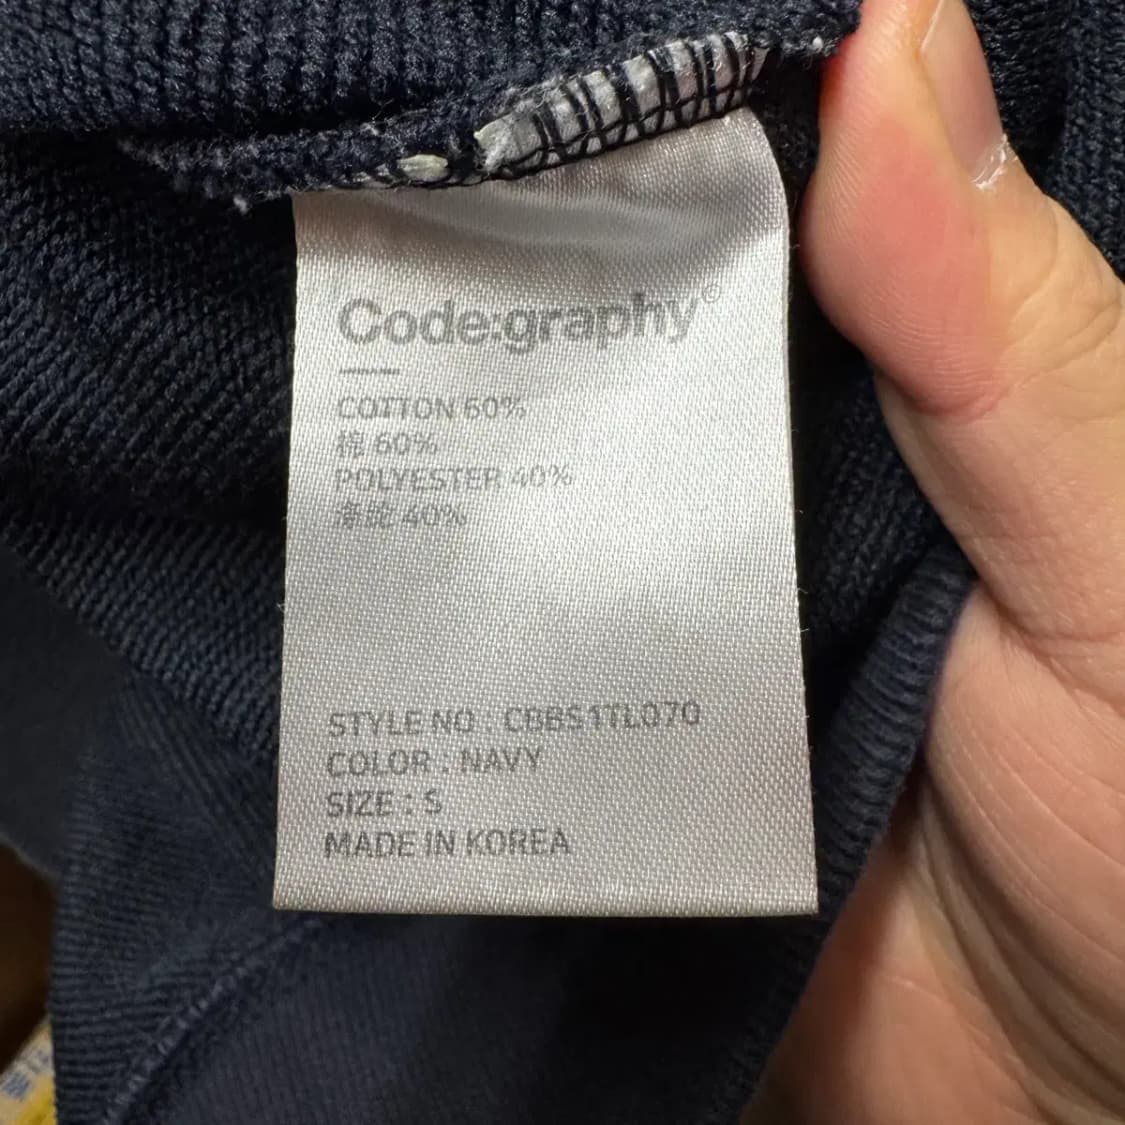 Code:graphy®
COTTON 60%
棉 60%
POLYESTER 40%
涤纶 40%
STYLE NO : CBBS1TL070
COLOR : NAVY
SIZE : S
MADE IN KOREA